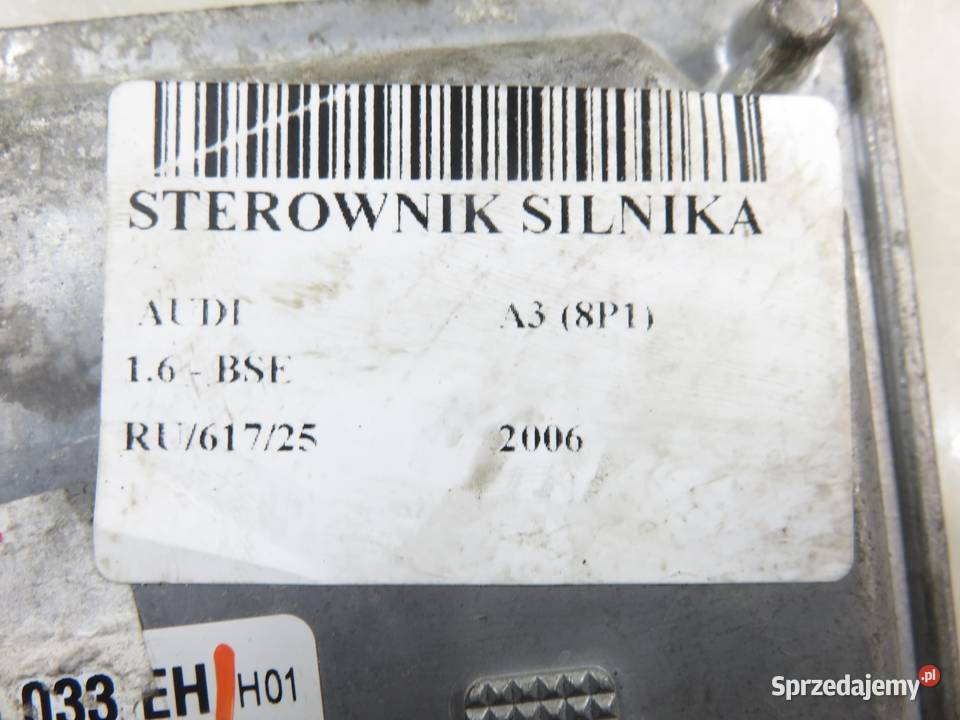 STEROWNIK SILNIKA
AUDI A3 (8P1)
1.6 - BSE
RU/617/25 2006
033 EH H01
Sprzedajemy.pl